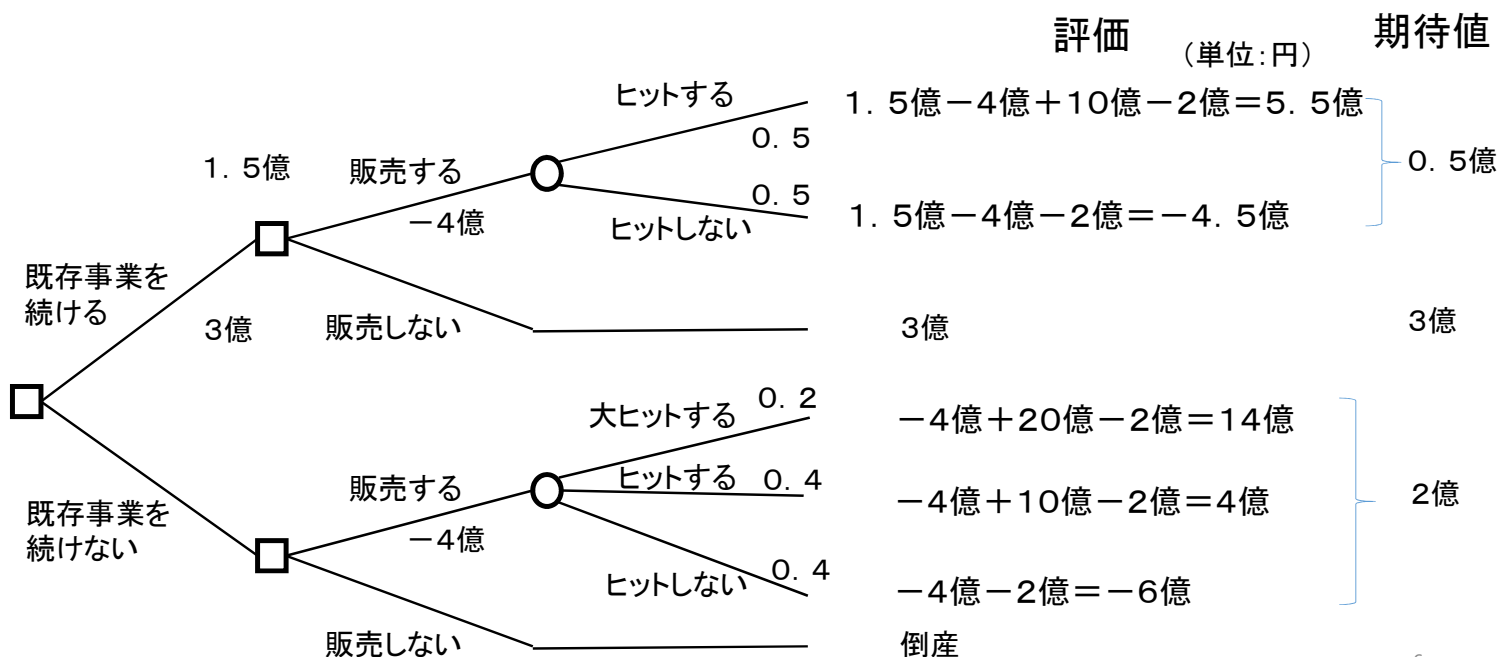 評価 (単位:円) 期待値
ヒットする
0.5
1.5億－4億＋10億－2億＝5.5億
1.5億
販売する
－4億
0.5億
0.5
ヒットしない
1.5億－4億－2億＝－4.5億
既存事業を
続ける
3億
販売しない
3億
3億
大ヒットする
0.2
－4億＋20億－2億＝14億
販売する
－4億
ヒットする
0.4
－4億＋10億－2億＝4億
2億
既存事業を
続けない
ヒットしない
0.4
－4億－2億＝－6億
販売しない
倒産